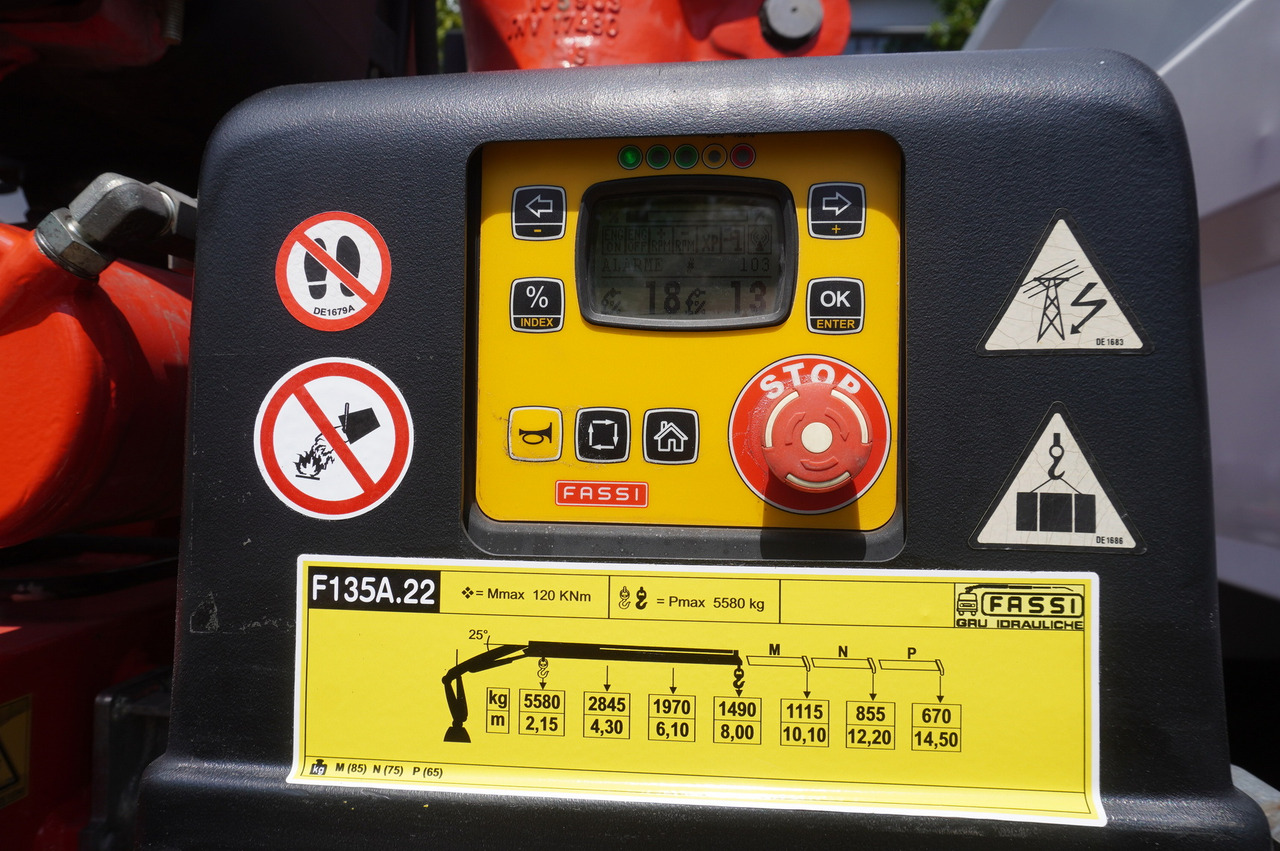 -
+
%
INDEX
OK
ENTER
ALARME 103
18 13
STOP
FASSI
DE1679A
DE 1683
DE 1686
F135A.22
= Mmax 120 KNm
= Pmax 5580 kg
FASSI
GRU IDRAULICHE
25°
M N P
kg 5580 2845 1970 1490 1115 855 670
m 2,15 4,30 6,10 8,00 10,10 12,20 14,50
kg M (85) N (75) P (65)